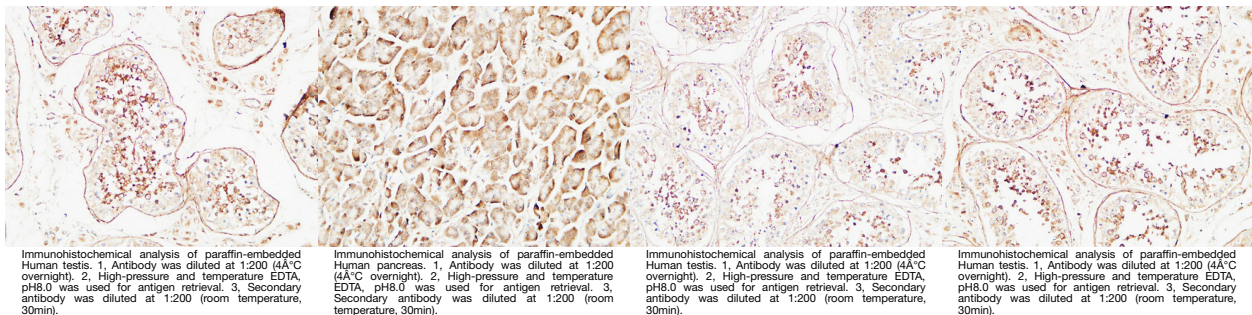 Immunohistochemical analysis of paraffin-embedded
Human testis. 1, Antibody was diluted at 1:200 (4Â°C
overnight). 2, High-pressure and temperature EDTA,
pH8.0 was used for antigen retrieval. 3, Secondary
antibody was diluted at 1:200 (room temperature,
30min).
Immunohistochemical analysis of paraffin-embedded
Human pancreas. 1, Antibody was diluted at 1:200
(4Â°C overnight). 2, High-pressure and temperature
EDTA, pH8.0 was used for antigen retrieval. 3,
Secondary antibody was diluted at 1:200 (room
temperature, 30min).
Immunohistochemical analysis of paraffin-embedded
Human testis. 1, Antibody was diluted at 1:200 (4Â°C
overnight). 2, High-pressure and temperature EDTA,
pH8.0 was used for antigen retrieval. 3, Secondary
antibody was diluted at 1:200 (room temperature,
30min).
Immunohistochemical analysis of paraffin-embedded
Human testis. 1, Antibody was diluted at 1:200 (4Â°C
overnight). 2, High-pressure and temperature EDTA,
pH8.0 was used for antigen retrieval. 3, Secondary
antibody was diluted at 1:200 (room temperature,
30min).